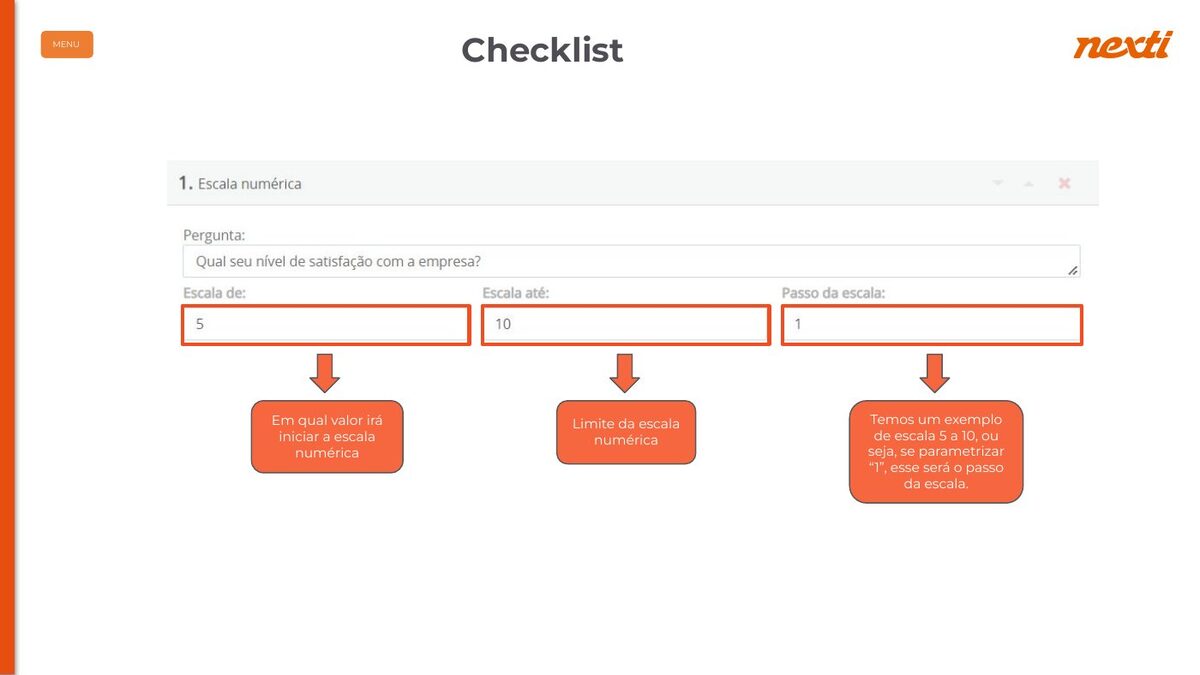 MENU
Checklist
nexti
1. Escala numérica
Pergunta:
Qual seu nível de satisfação com a empresa?
Escala de:
Escala até:
Passo da escala:
5
10
1
Em qual valor irá
iniciar a escala
numérica
Limite da escala
numérica
Temos um exemplo
de escala 5 a 10, ou
seja, se parametrizar
“1”, esse será o passo
da escala.